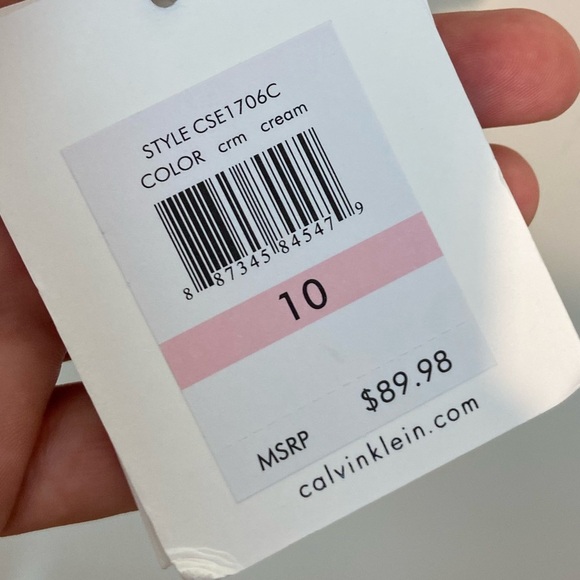 STYLE CSE1706C
COLOR crm cream
8 87345 84547 9
10
MSRP $89.98
calvinklein.com